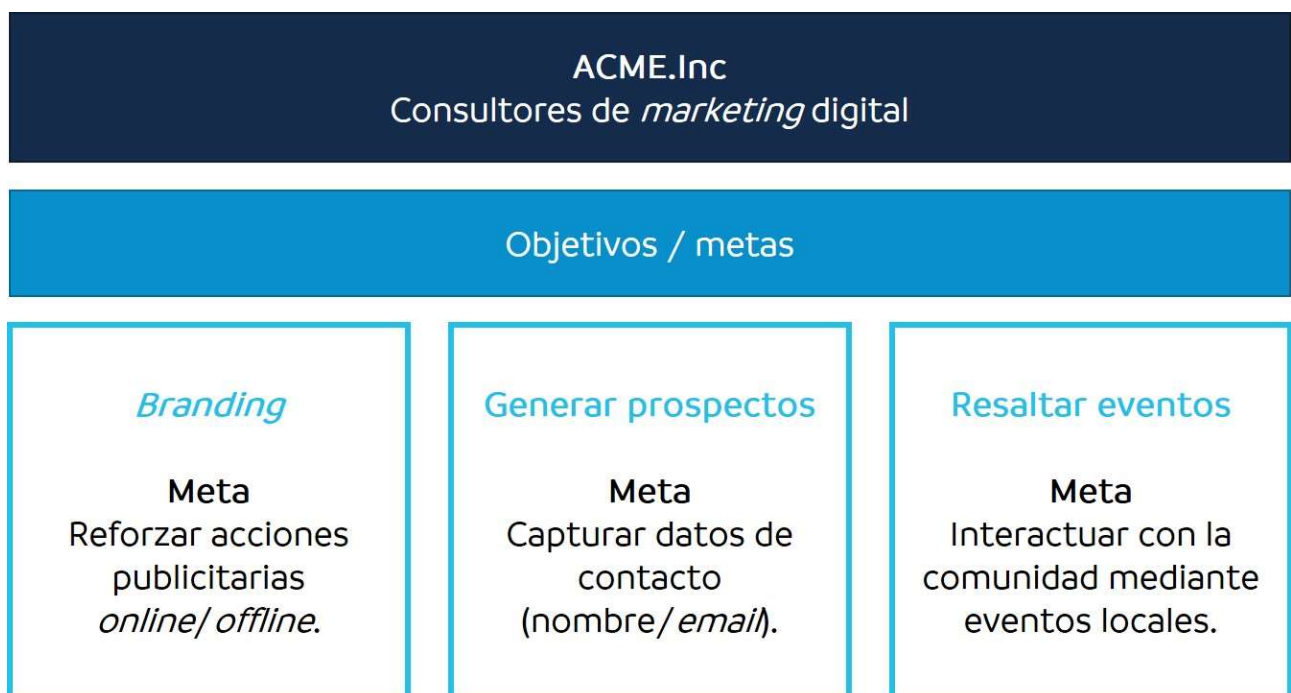 ACME.Inc
Consultores de marketing digital
Objetivos / metas
Branding
Meta
Reforzar acciones
publicitarias
online/offline.
Generar prospectos
Meta
Capturar datos de
contacto
(nombre/email).
Resaltar eventos
Meta
Interactuar con la
comunidad mediante
eventos locales.